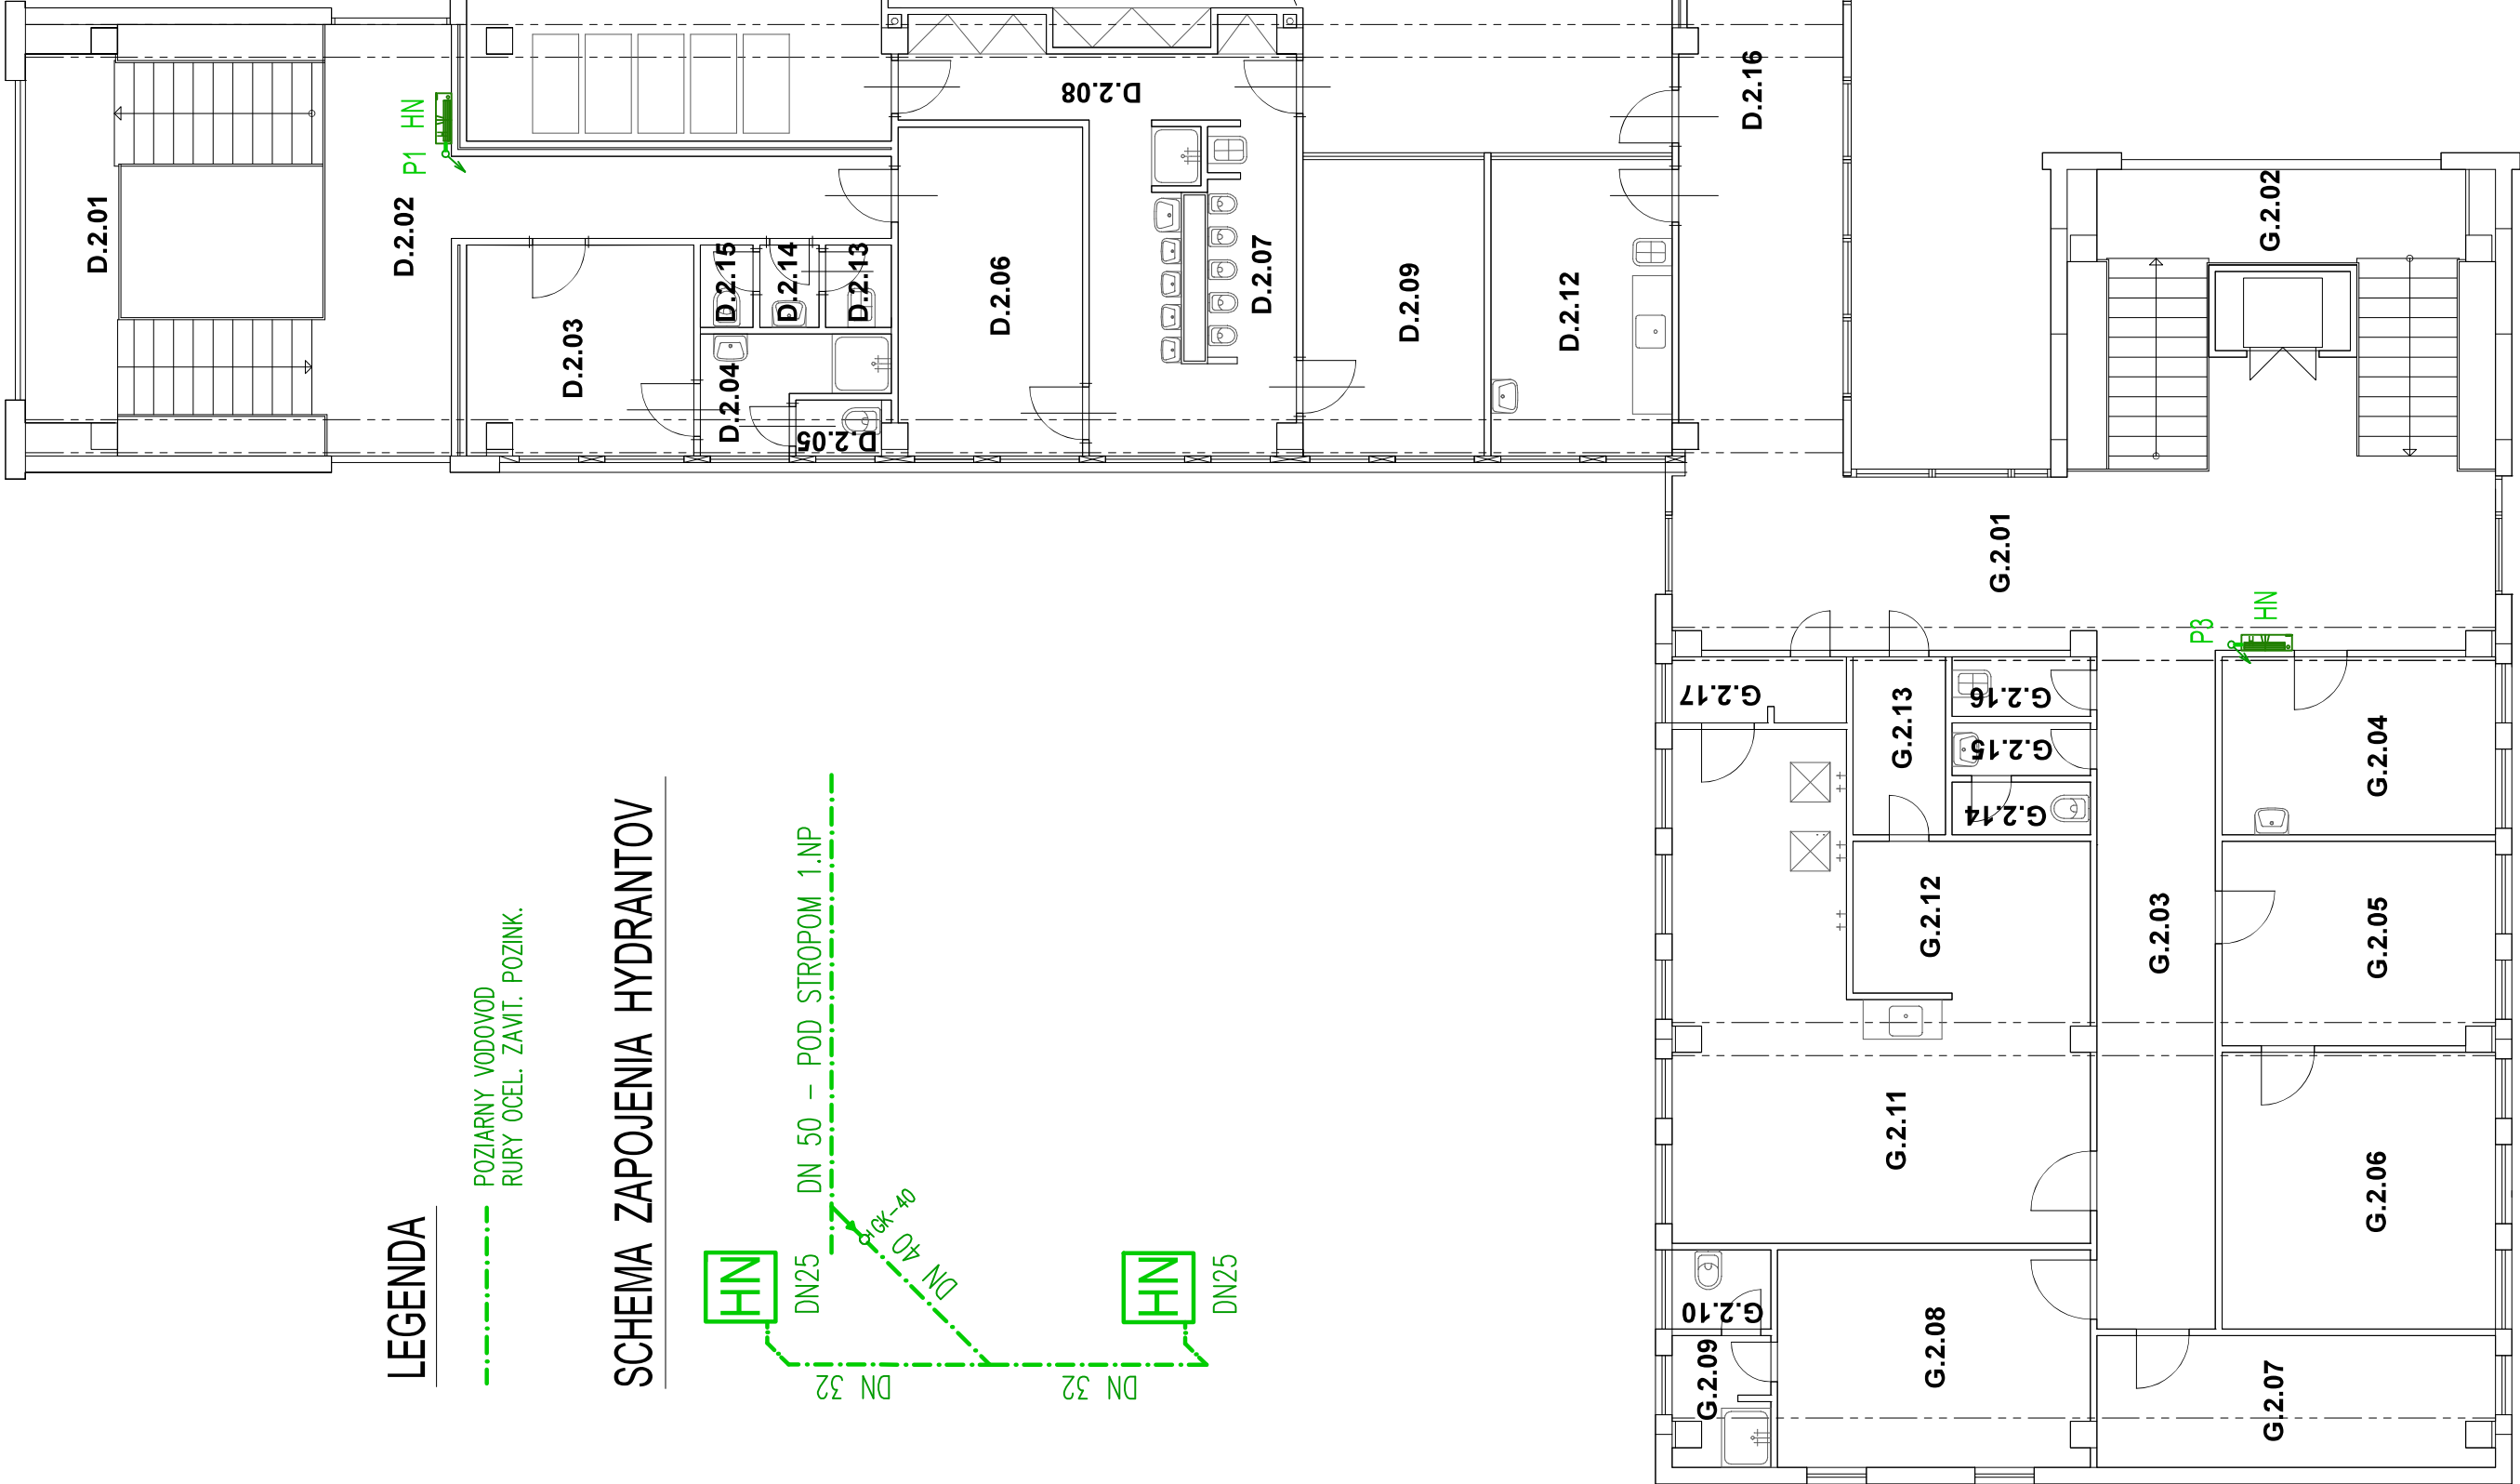 D.2.01
D.2.02
P1 HN
D.2.03
D.2.04
D.2.05
D.2.15
D.2.14
D.2.13
D.2.06
D.2.08
D.2.07
D.2.09
D.2.12
D.2.16
G.2.02
G.2.01
P3 HN
G.2.17
G.2.13
G.2.16
G.2.15
G.2.14
G.2.04
G.2.12
G.2.03
G.2.05
G.2.11
G.2.06
G.2.10
G.2.09
G.2.08
G.2.07
LEGENDA
POZIARNY VODOVOD
RURY OCEL. ZAVIT. POZINK.
SCHEMA ZAPOJENIA HYDRANTOV
HN
DN25
DN 50 – POD STROPOM 1.NP
GK-40
DN 40
DN 32
DN 32
HN
DN25